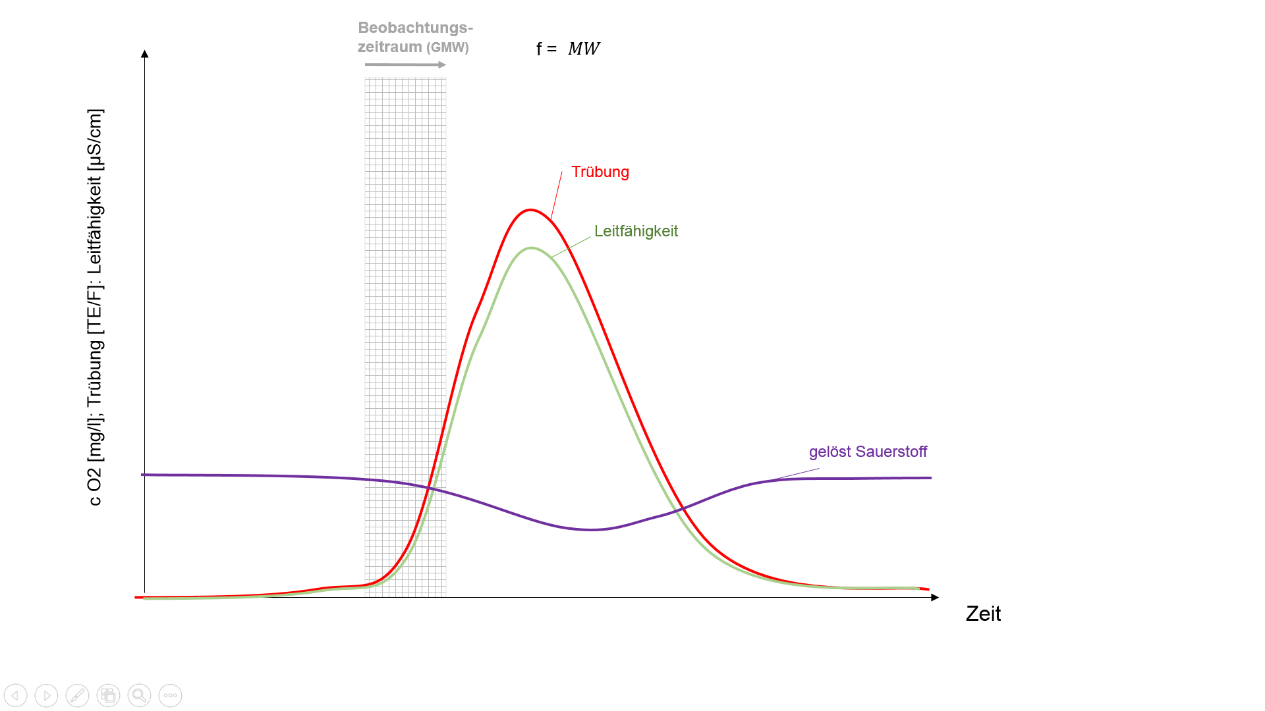 Beobachtungs-
zeitraum (GMW)
f = MW
c O2 [mg/l]; Trübung [TE/F]: Leitfähigkeit [µS/cm]
Trübung
Leitfähigkeit
gelöst Sauerstoff
Zeit